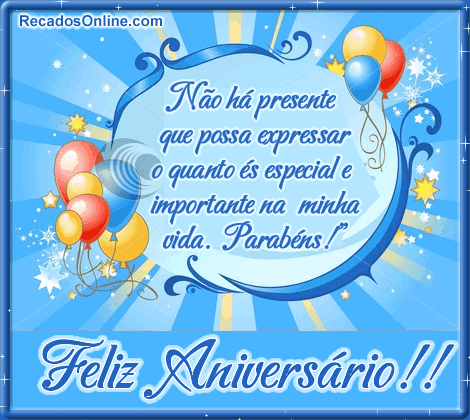 RecadosOnline.com
Não há presente
que possa expressar
o quanto és especial e
importante na minha
vida. Parabéns!”
Feliz Aniversário!!